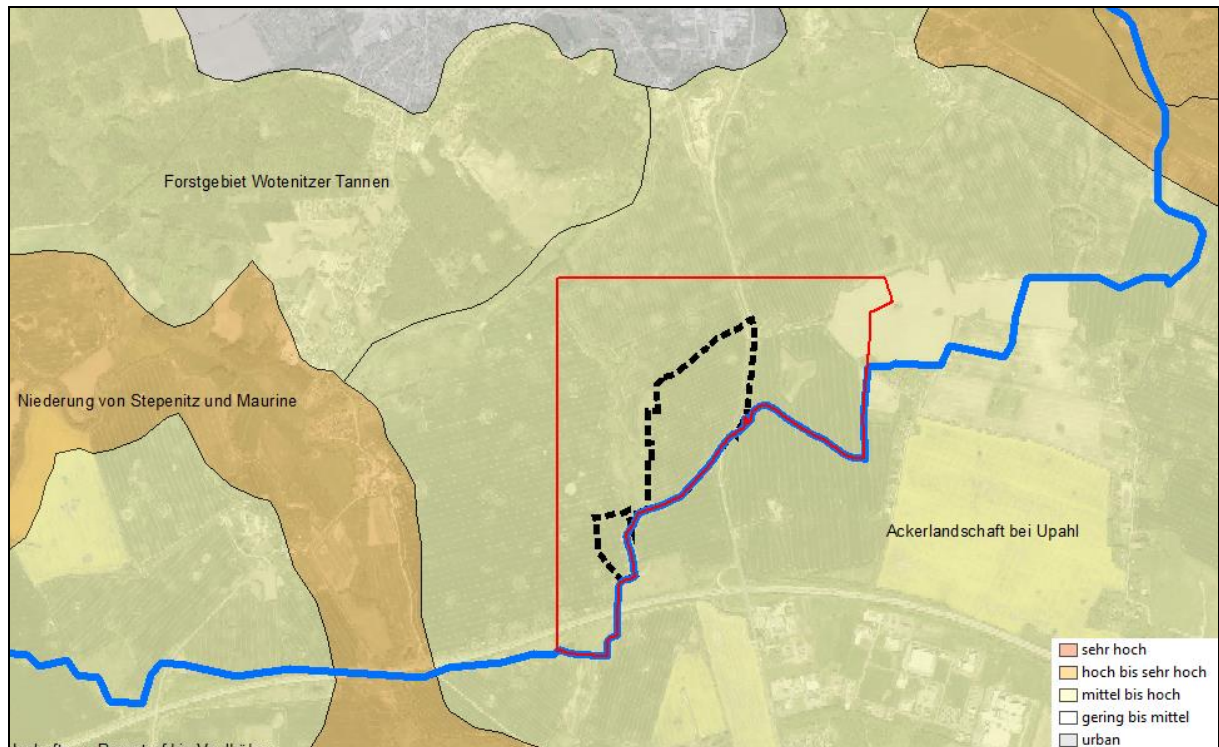 Forstgebiet Wotenitzer Tannen
Niederung von Stepenitz und Maurine
Ackerlandschaft bei Upahl
sehr hoch
hoch bis sehr hoch
mittel bis hoch
gering bis mittel
urban